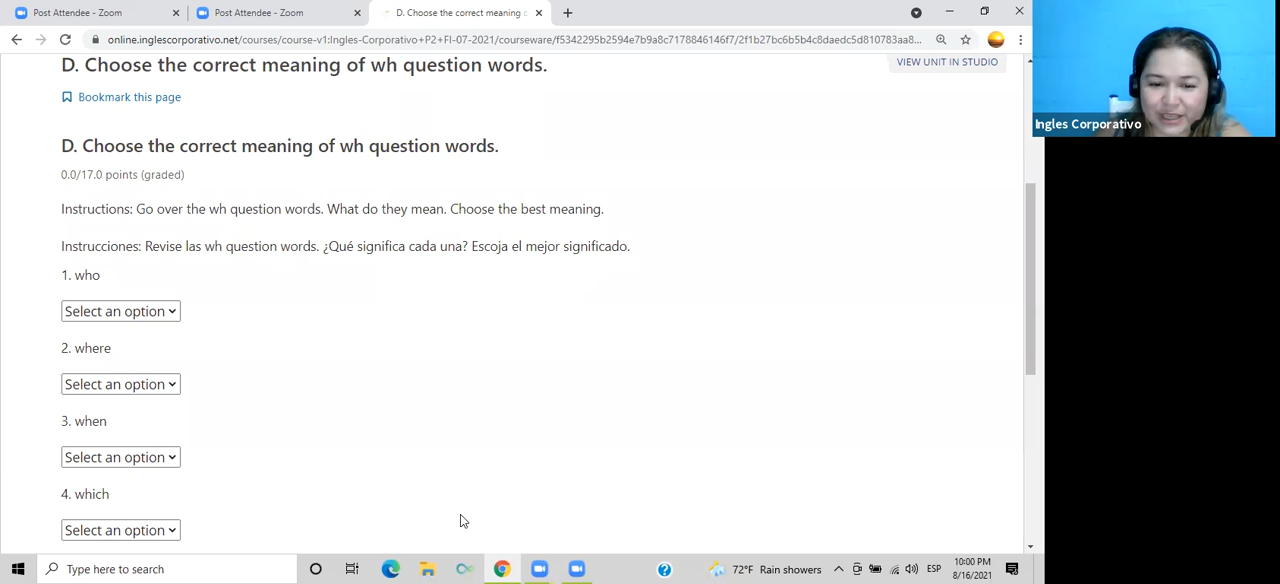 Post Attendee - Zoom
Post Attendee - Zoom
D. Choose the correct meaning
online.inglescorporativo.net/courses/course-v1:Ingles-Corporativo+P2+FI-07-2021/courseware/f5342295b2594e7b9a8c7178846146f7/2f1b27bc6b5b4c8daedc5d810783aa8...
D. Choose the correct meaning of wh question words.
VIEW UNIT IN STUDIO
Bookmark this page
Ingles Corporativo
D. Choose the correct meaning of wh question words.
0.0/17.0 points (graded)
Instructions: Go over the wh question words. What do they mean. Choose the best meaning.
Instrucciones: Revise las wh question words. ¿Qué significa cada una? Escoja el mejor significado.
1. who
Select an option
2. where
Select an option
3. when
Select an option
4. which
Select an option
Type here to search
72°F Rain showers
ESP
10:00 PM
8/16/2021